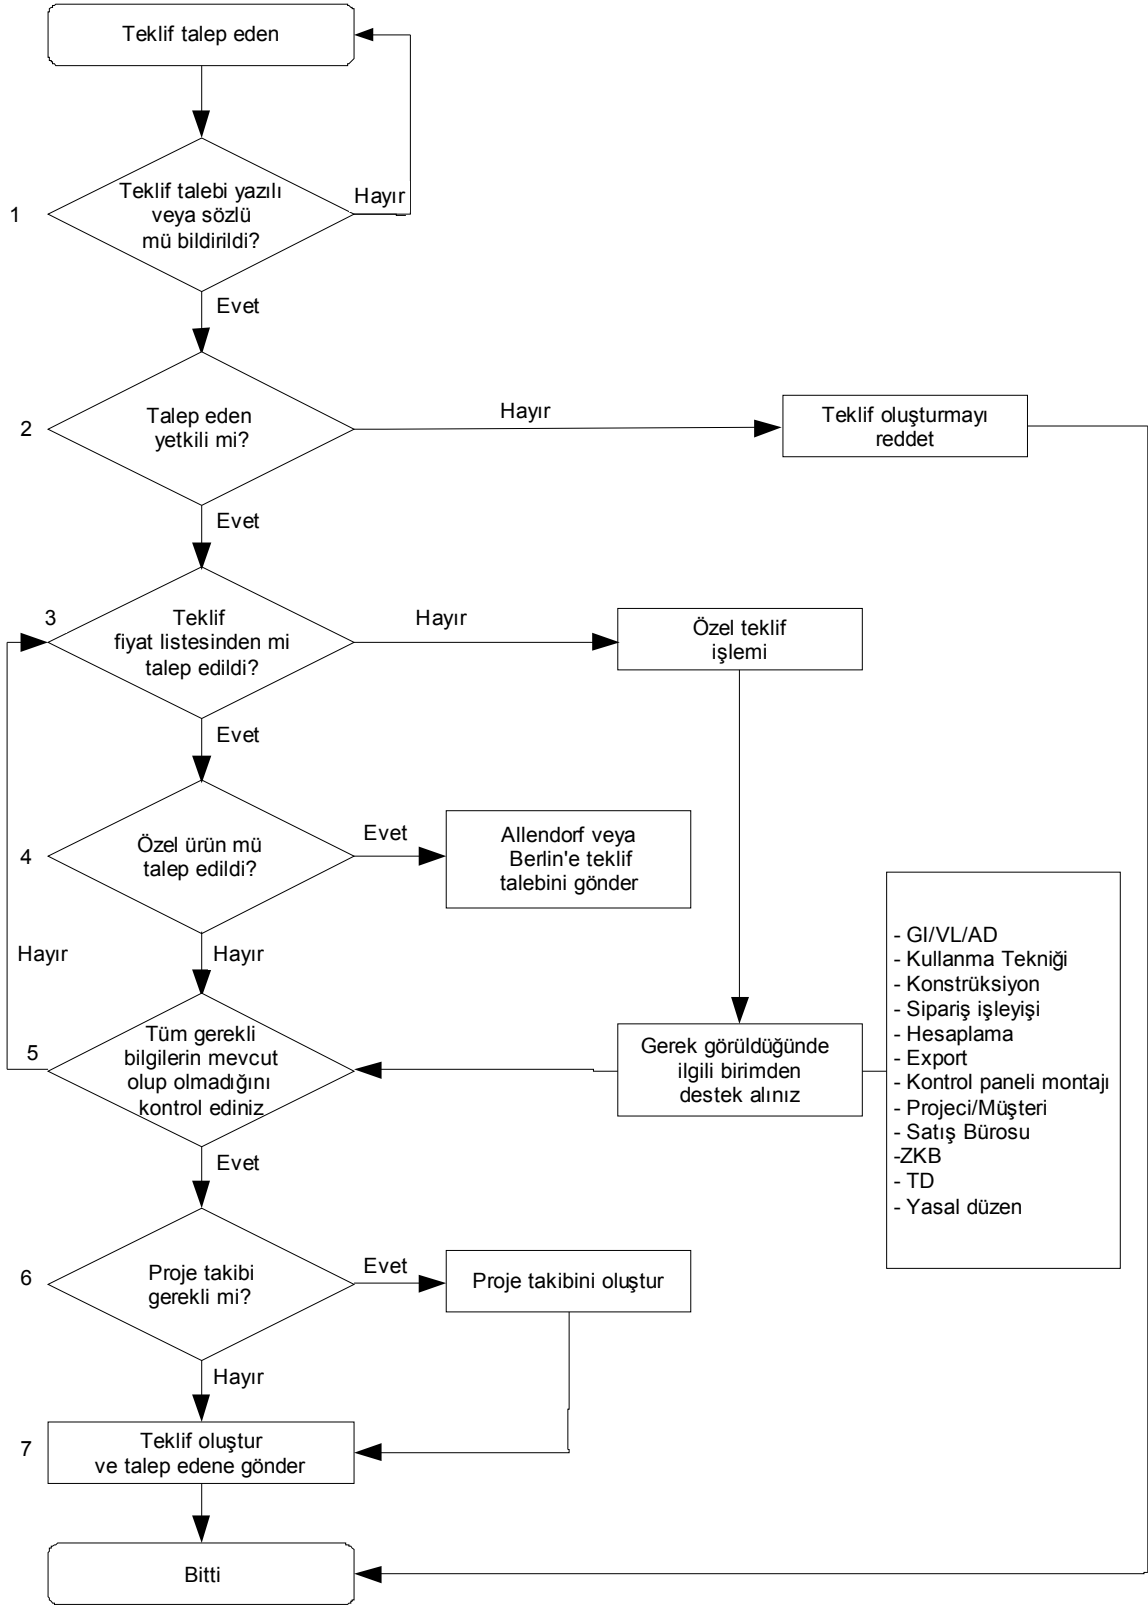 Teklif talep eden
1
Teklif talebi yazılı
veya sözlü
mü bildirildi?
Hayır
Evet
2
Talep eden
yetkili mi?
Hayır
Teklif oluşturmayı
reddet
Evet
3
Teklif
fiyat listesinden mi
talep edildi?
Hayır
Özel teklif
işlemi
Evet
4
Özel ürün mü
talep edildi?
Evet
Allendorf veya
Berlin'e teklif
talebini gönder
Hayır
Hayır
5
Tüm gerekli
bilgilerin mevcut
olup olmadığını
kontrol ediniz
Gerek görüldüğünde
ilgili birimden
destek alınız
- GI/VL/AD
- Kullanma Tekniği
- Konstrüksiyon
- Sipariş işleyişi
- Hesaplama
- Export
- Kontrol paneli montajı
- Projeci/Müşteri
- Satış Bürosu
-ZKB
- TD
- Yasal düzen
Evet
6
Proje takibi
gerekli mi?
Evet
Proje takibini oluştur
Hayır
7
Teklif oluştur
ve talep edene gönder
Bitti